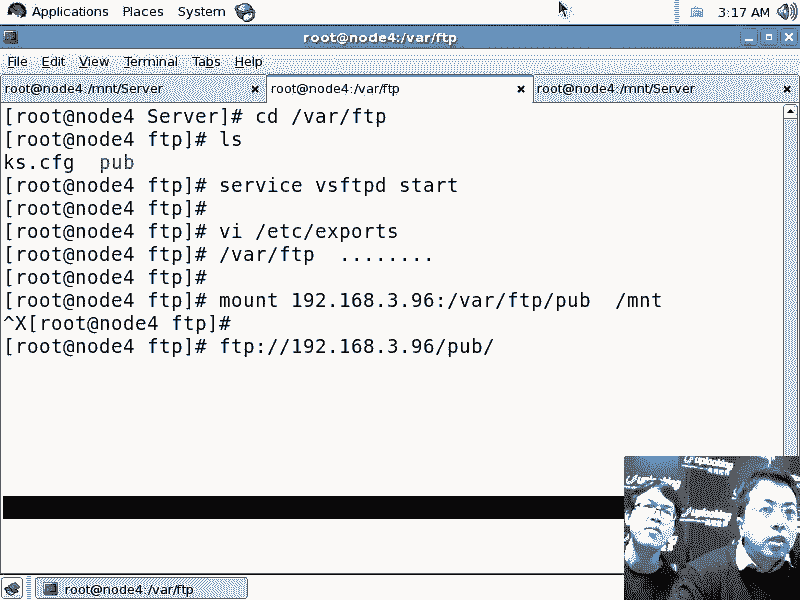 Applications Places System 3:17 AM
root@node4:/var/ftp
File Edit View Terminal Tabs Help
root@node4:/mnt/Server root@node4:/var/ftp root@node4:/mnt/Server
[root@node4 Server]# cd /var/ftp
[root@node4 ftp]# ls
ks.cfg  pub
[root@node4 ftp]# service vsftpd start
[root@node4 ftp]#
[root@node4 ftp]# vi /etc/exports
[root@node4 ftp]# /var/ftp  ........
[root@node4 ftp]#
[root@node4 ftp]# mount 192.168.3.96:/var/ftp/pub  /mnt
^X[root@node4 ftp]#
[root@node4 ftp]# ftp://192.168.3.96/pub/
uplooking
uplooking
uplooking
root@node4:/var/ftp